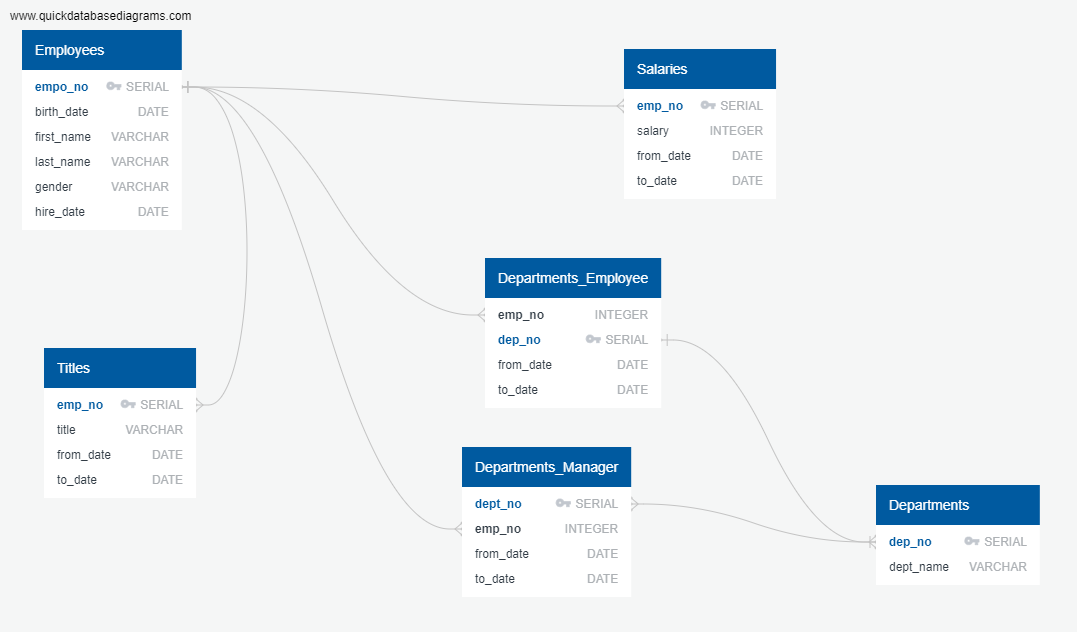 www.quickdatabasediagrams.com
Employees
empo_no SERIAL
birth_date DATE
first_name VARCHAR
last_name VARCHAR
gender VARCHAR
hire_date DATE
Salaries
emp_no SERIAL
salary INTEGER
from_date DATE
to_date DATE
Departments_Employee
emp_no INTEGER
dep_no SERIAL
from_date DATE
to_date DATE
Titles
emp_no SERIAL
title VARCHAR
from_date DATE
to_date DATE
Departments_Manager
dept_no SERIAL
emp_no INTEGER
from_date DATE
to_date DATE
Departments
dep_no SERIAL
dept_name VARCHAR